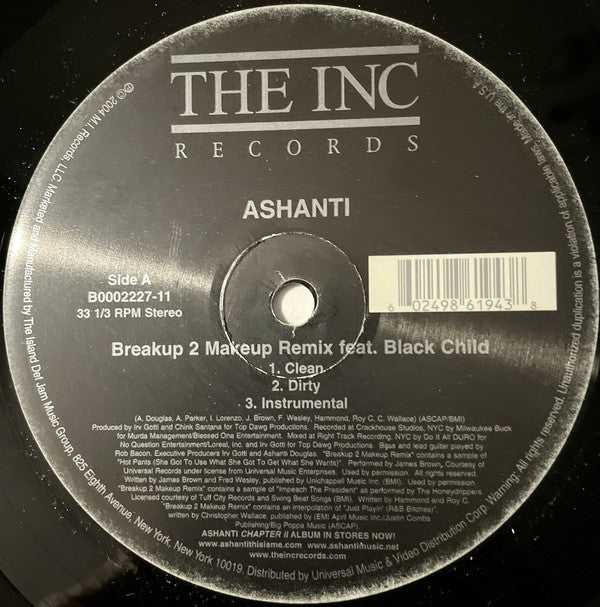 THE INC
RECORDS
ASHANTI
Side A
B0002227-11
33 1/3 RPM Stereo
6 02498 61943 8
Breakup 2 Makeup Remix feat. Black Child
1. Clean
2. Dirty
3. Instrumental
(A. Douglas, A. Parker, I. Lorenzo, J. Brown, F. Wesley, Hammond, Roy C, C. Wallace) (ASCAP/BMI)
Produced by Irv Gotti and Chink Santana for Top Dawg Productions. Recorded at Crackhouse Studios, NYC by Milwaukee Buck
for Murda Management/Blessed One Entertainment. Mixed at Right Track Recording, NYC by Do It All DURO for
No Question Entertainment/Loreal, Inc. and Irv Gotti for Top Dawg Productions. Bass and lead guitar played by
Rob Bacon. Executive Producers Irv Gotti and Ashanti Douglas. "Breakup 2 Makeup Remix" contains a sample of
"Hot Pants (She Got To Use What She Got To Get What She Wants)". Performed by James Brown, Courtesy of
Universal Records under license from Universal Music Enterprises. Used by permission. All rights reserved.
Written by James Brown and Fred Wesley, published by Unichappell Music Inc. (BMI). Used by permission.
"Breakup 2 Makeup Remix" contains a sample of "Impeach The President" as performed by The Honeydrippers.
Licensed courtesy of Tuff City Records and Swing Beat Songs (BMI). Written by Hammond and Roy C.
"Breakup 2 Makeup Remix" contains an interpolation of "Just Playin' (R&B Bitches)"
written by Christopher Wallace, published by (EMI April Music Inc./Justin Combs
Publishing/Big Poppa Music (ASCAP).
ASHANTI CHAPTER II ALBUM IN STORES NOW!
www.ashantithisisme.com www.ashantimusic.net
www.theincrecords.com
℗© 2004 M.I. Records, LLC. Marketed and Manufactured by The Island Def Jam Music Group, 825 Eighth Avenue, New York, New York 10019. Distributed by Universal Music & Video Distribution Corp. Warning. All rights reserved. Unauthorized duplication is a violation of applicable laws. Made in the U.S.A.